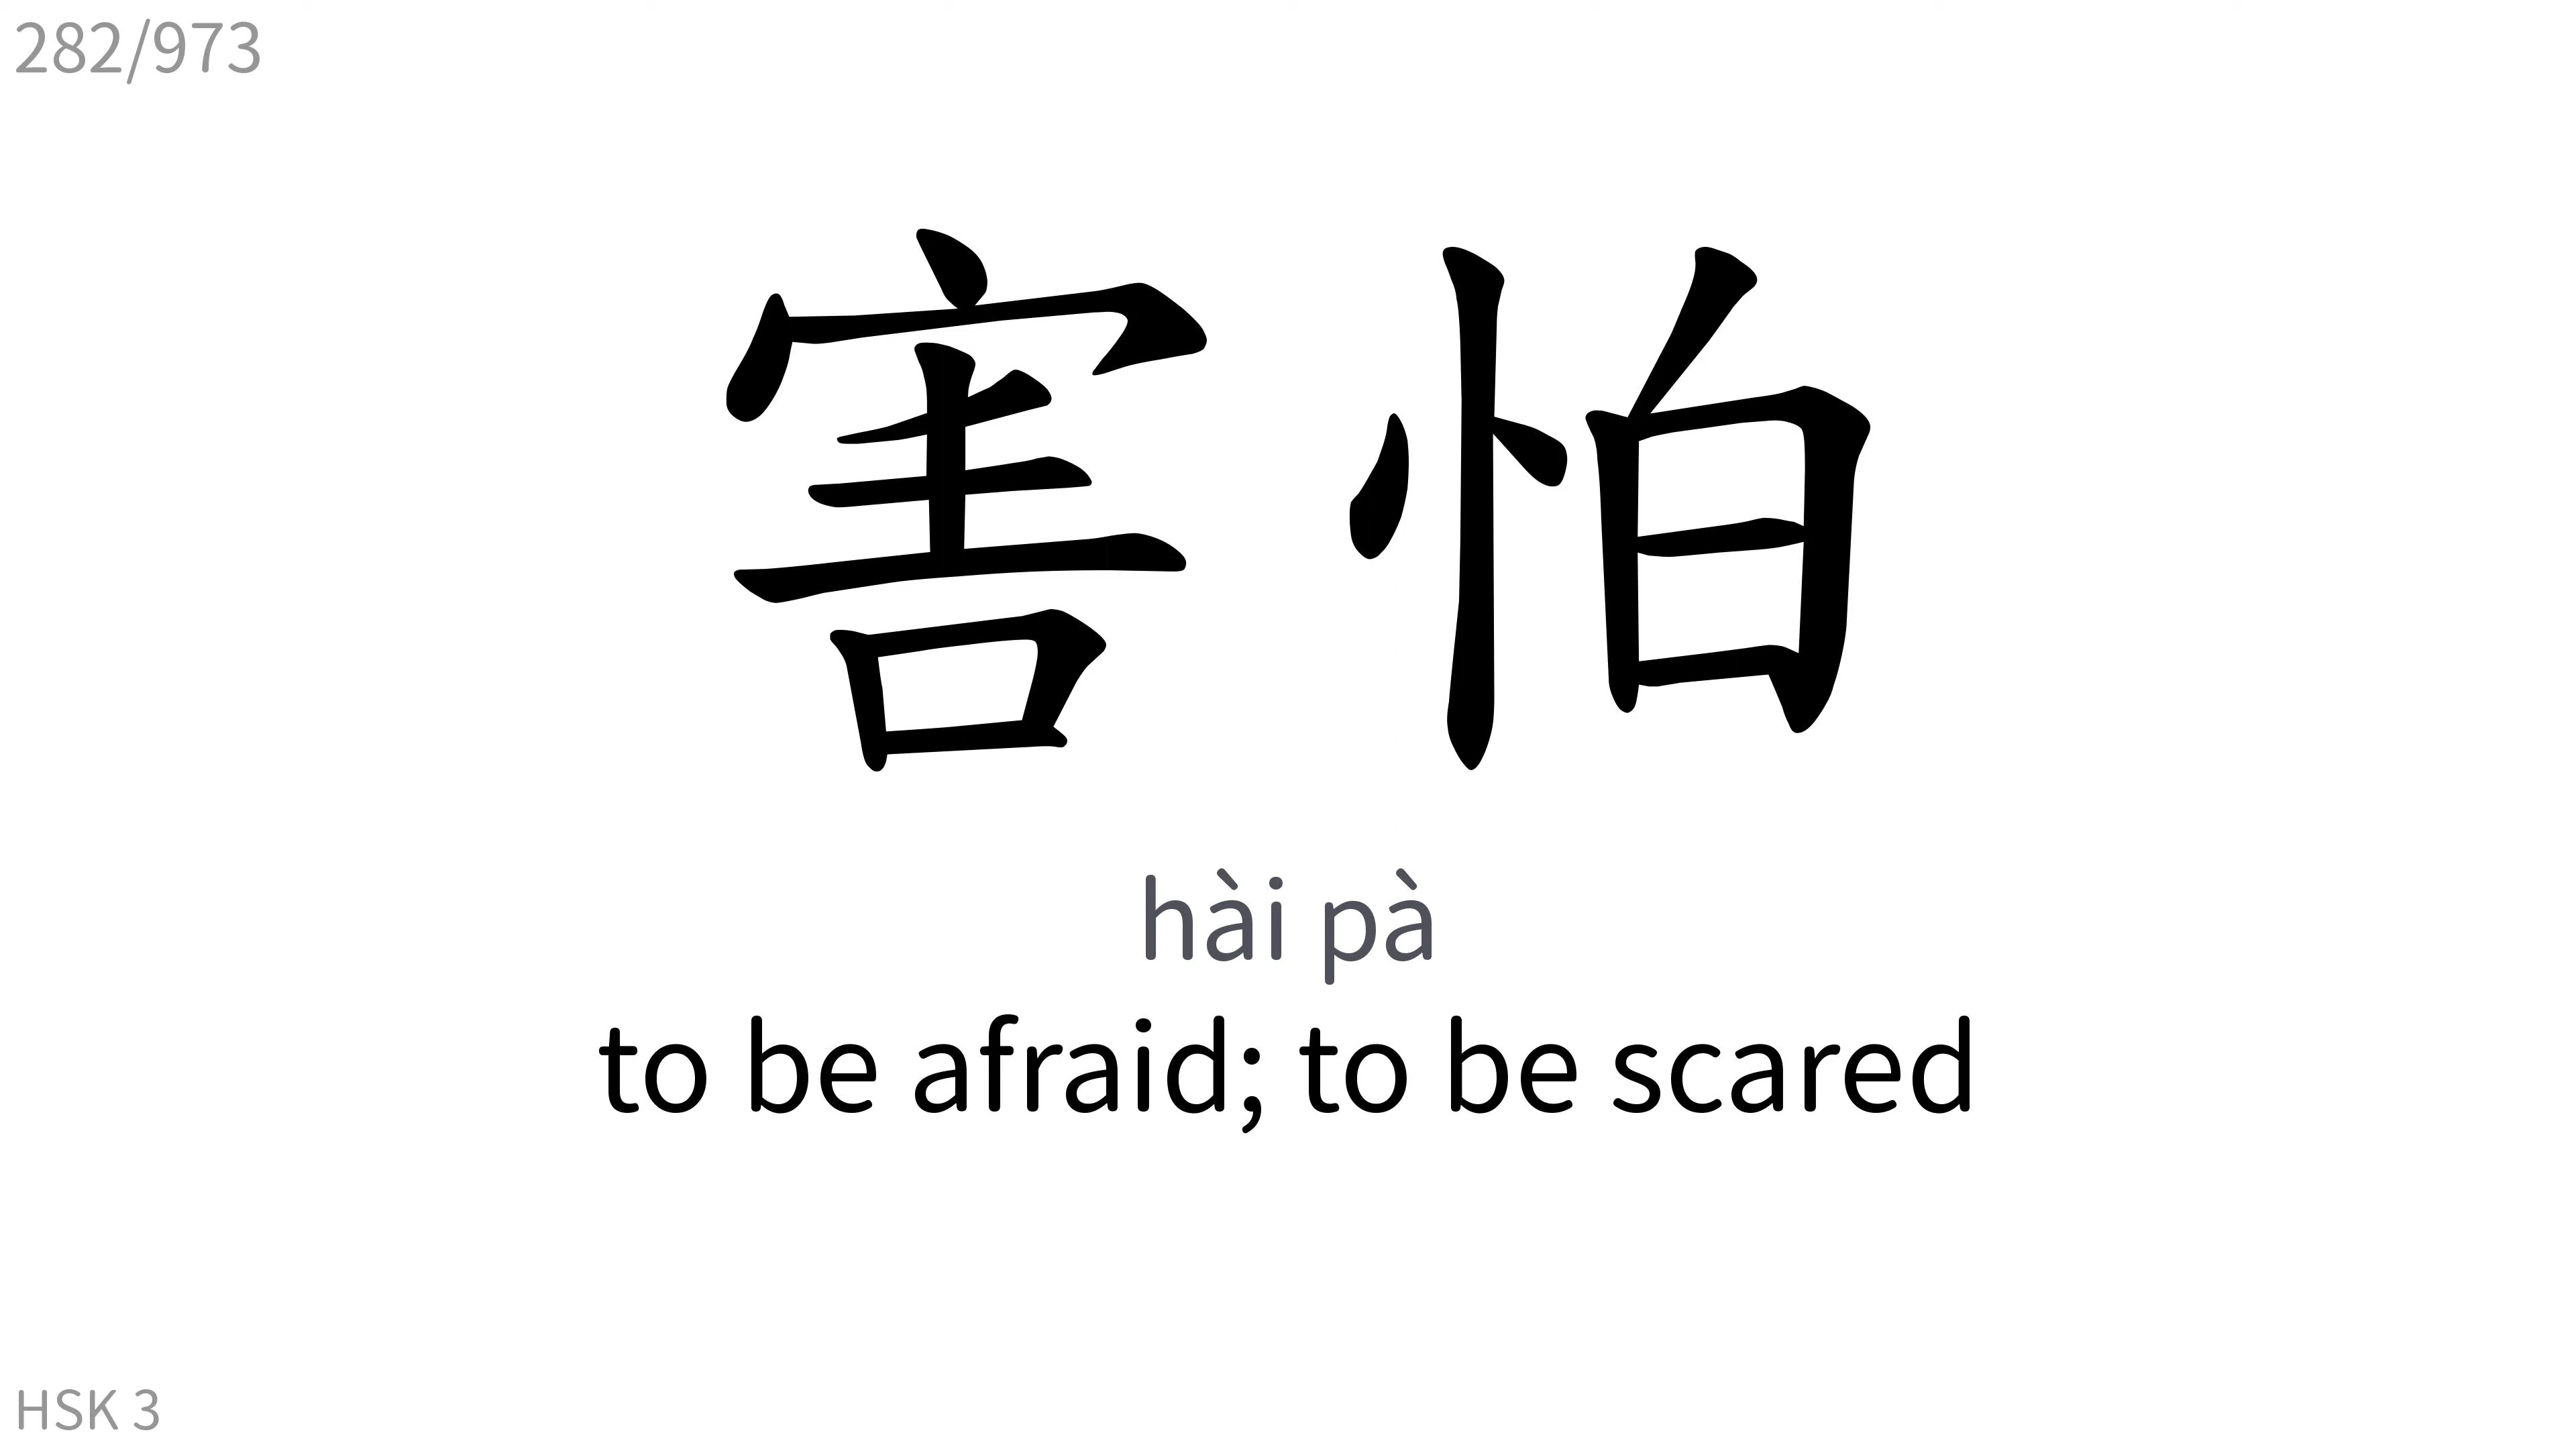 282/973
害怕
hài pà
to be afraid; to be scared
HSK 3